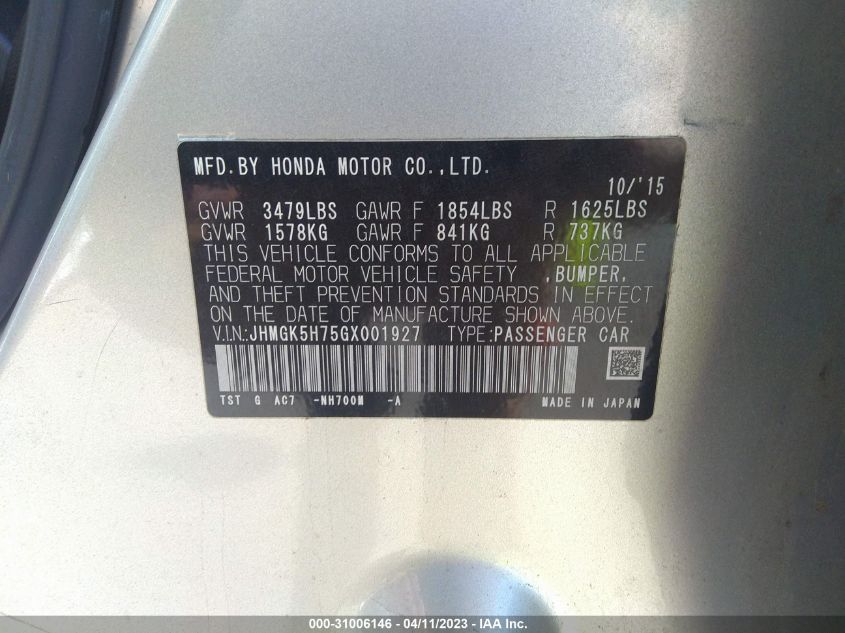 MFD.BY HONDA MOTOR CO.,LTD.
10/'15
GVWR 3479LBS GAWR F 1854LBS R 1625LBS
GVWR 1578KG GAWR F 841KG R 737KG
THIS VEHICLE CONFORMS TO ALL APPLICABLE
FEDERAL MOTOR VEHICLE SAFETY ,BUMPER,
AND THEFT PREVENTION STANDARDS IN EFFECT
ON THE DATE OF MANUFACTURE SHOWN ABOVE.
V.I.N.:JHMGK5H75GX001927 TYPE:PASSENGER CAR
TST G AC7 -NH700M -A MADE IN JAPAN
000-31006146 - 04/11/2023 - IAA Inc.